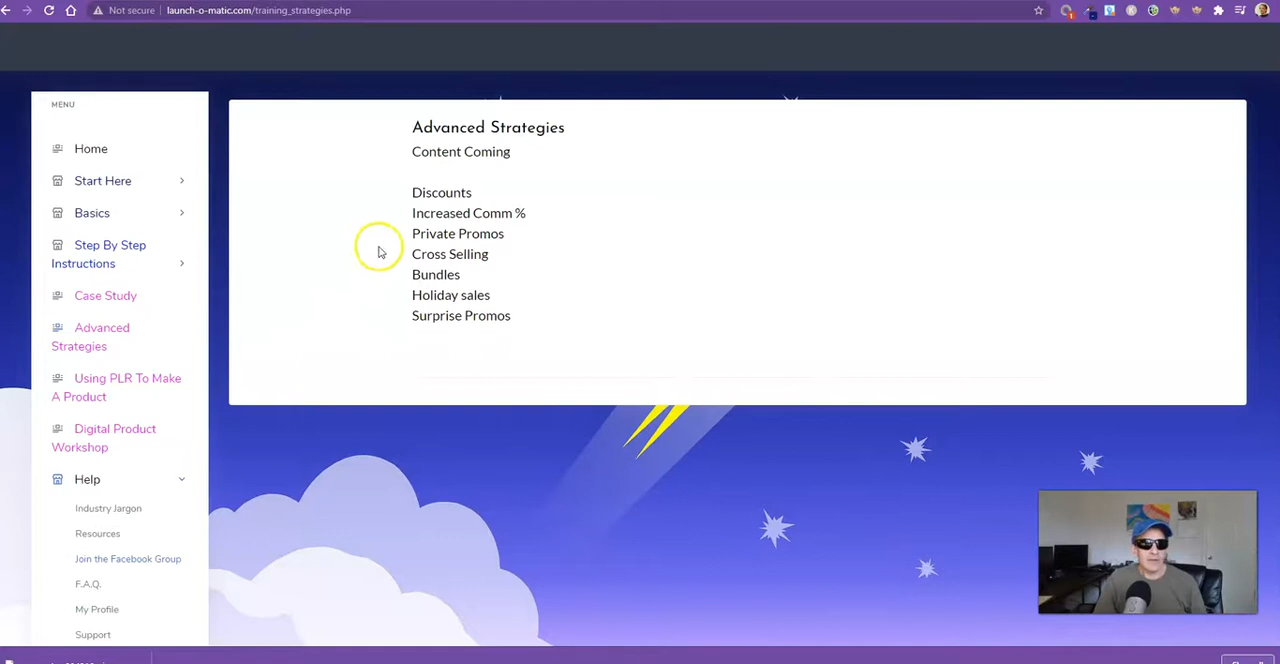 Not secure | launch-o-matic.com/training_strategies.php
MENU
Home
Start Here
Basics
Step By Step
Instructions
Case Study
Advanced
Strategies
Using PLR To Make
A Product
Digital Product
Workshop
Help
Industry Jargon
Resources
Join the Facebook Group
F.A.Q.
My Profile
Support
Advanced Strategies
Content Coming
Discounts
Increased Comm %
Private Promos
Cross Selling
Bundles
Holiday sales
Surprise Promos